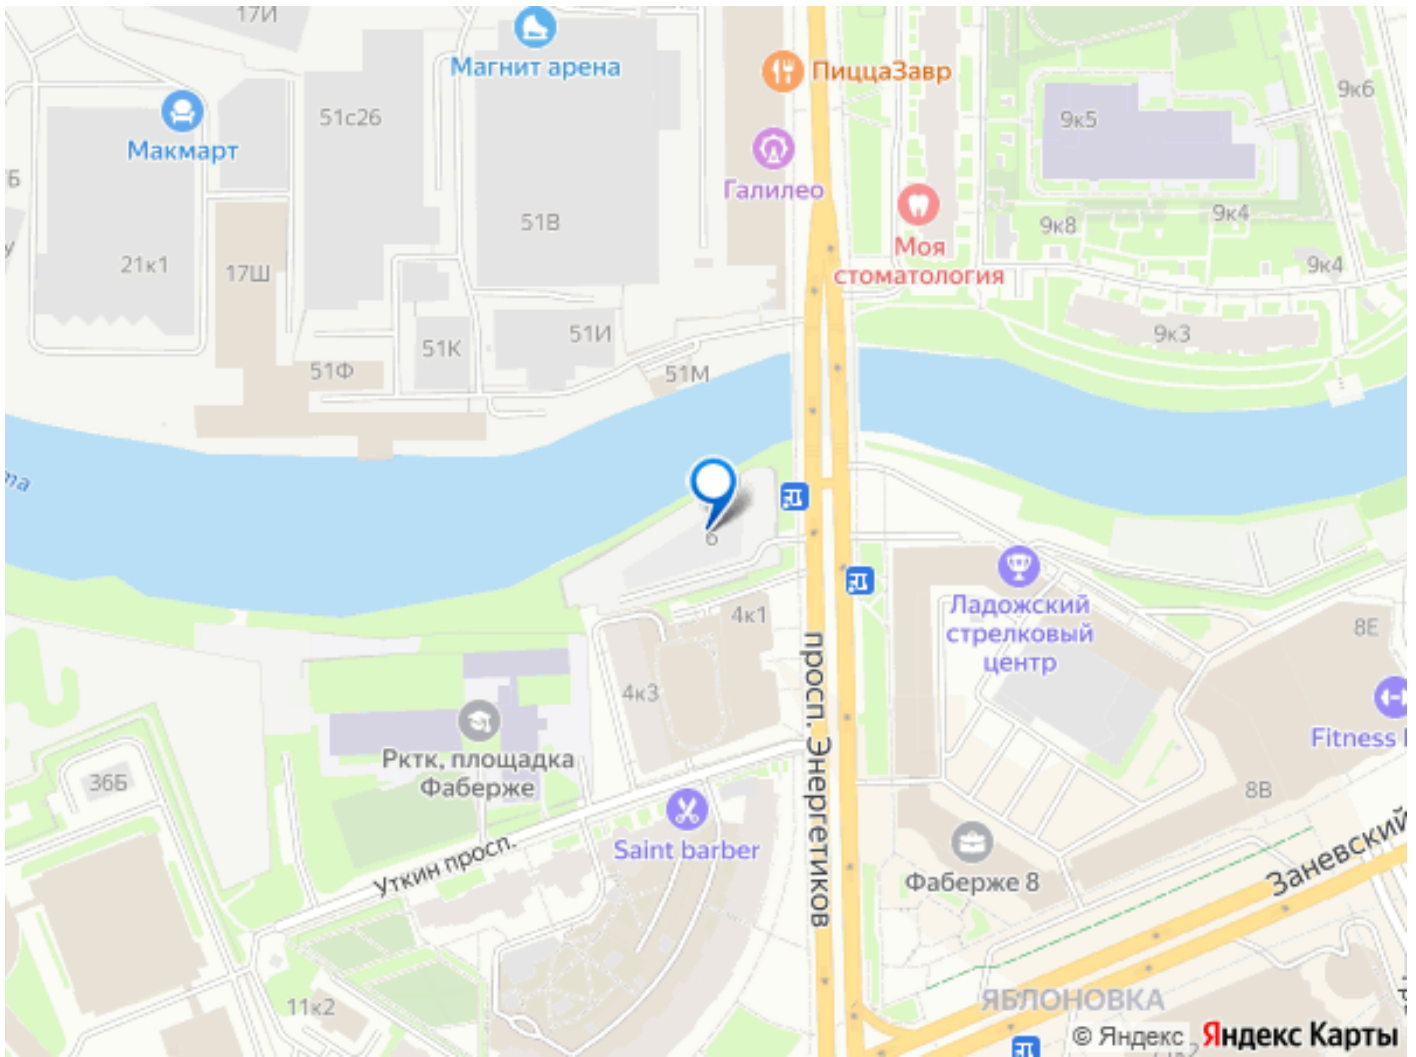 17И
Магнит арена
ПиццаЗавр
9к6
51с26
9к5
Макмарт
Галилео
51В
9к4
9к8
Моя
стоматология
21к1
17Ш
9к4
51И
9к3
51К
51Ф
51М
6
Ладожский
стрелковый
центр
4к1
8Е
просп. Энергетиков
4к3
Рктк, площадка
Фаберже
Fitness
36Б
8В
Saint barber
Уткин просп.
Заневский
Фаберже 8
11к2
ЯБЛОНОВКА
© Яндекс
Яндекс Карты